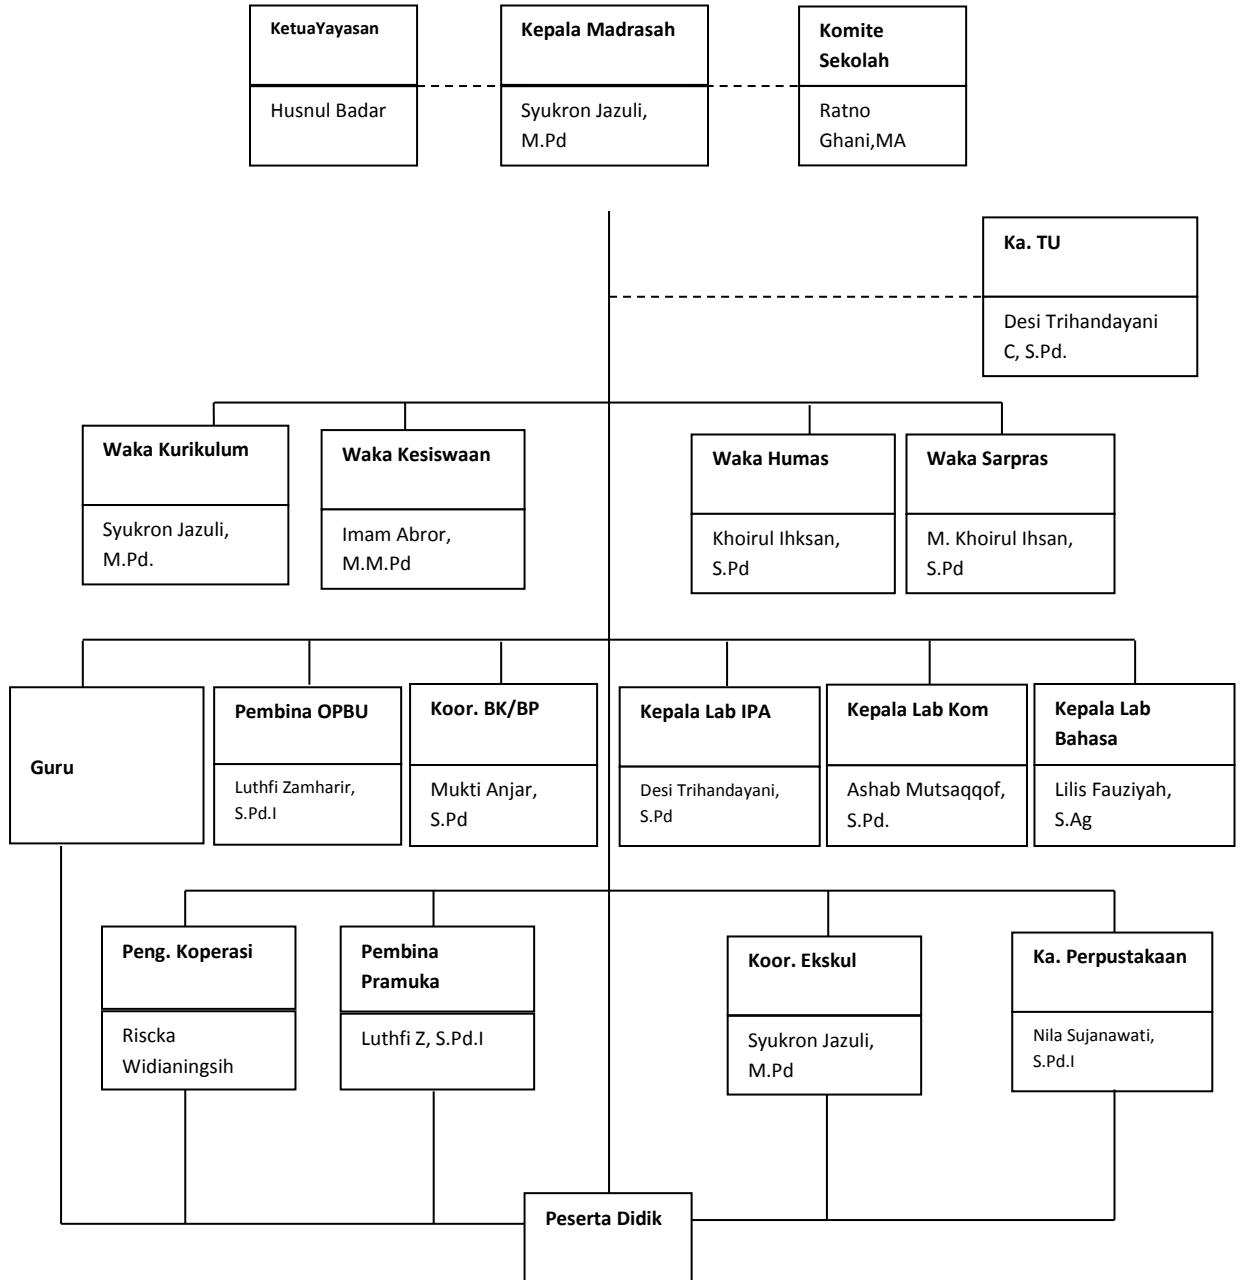 KetuaYayasan
Husnul Badar
Kepala Madrasah
Syukron Jazuli,
M.Pd
Komite
Sekolah
Ratno
Ghani,MA
Ka. TU
Desi Trihandayani
C, S.Pd.
Waka Kurikulum
Syukron Jazuli,
M.Pd.
Waka Kesiswaan
Imam Abror,
M.M.Pd
Waka Humas
Khoirul Ihksan,
S.Pd
Waka Sarpras
M. Khoirul Ihsan,
S.Pd
Guru
Pembina OPBU
Luthfi Zamharir,
S.Pd.I
Koor. BK/BP
Mukti Anjar,
S.Pd
Kepala Lab IPA
Desi Trihandayani,
S.Pd
Kepala Lab Kom
Ashab Mutsaqqof,
S.Pd.
Kepala Lab
Bahasa
Lilis Fauziyah,
S.Ag
Peng. Koperasi
Riscka
Widianingsih
Pembina
Pramuka
Luthfi Z, S.Pd.I
Koor. Ekskul
Syukron Jazuli,
M.Pd
Ka. Perpustakaan
Nila Sujanawati,
S.Pd.I
Peserta Didik